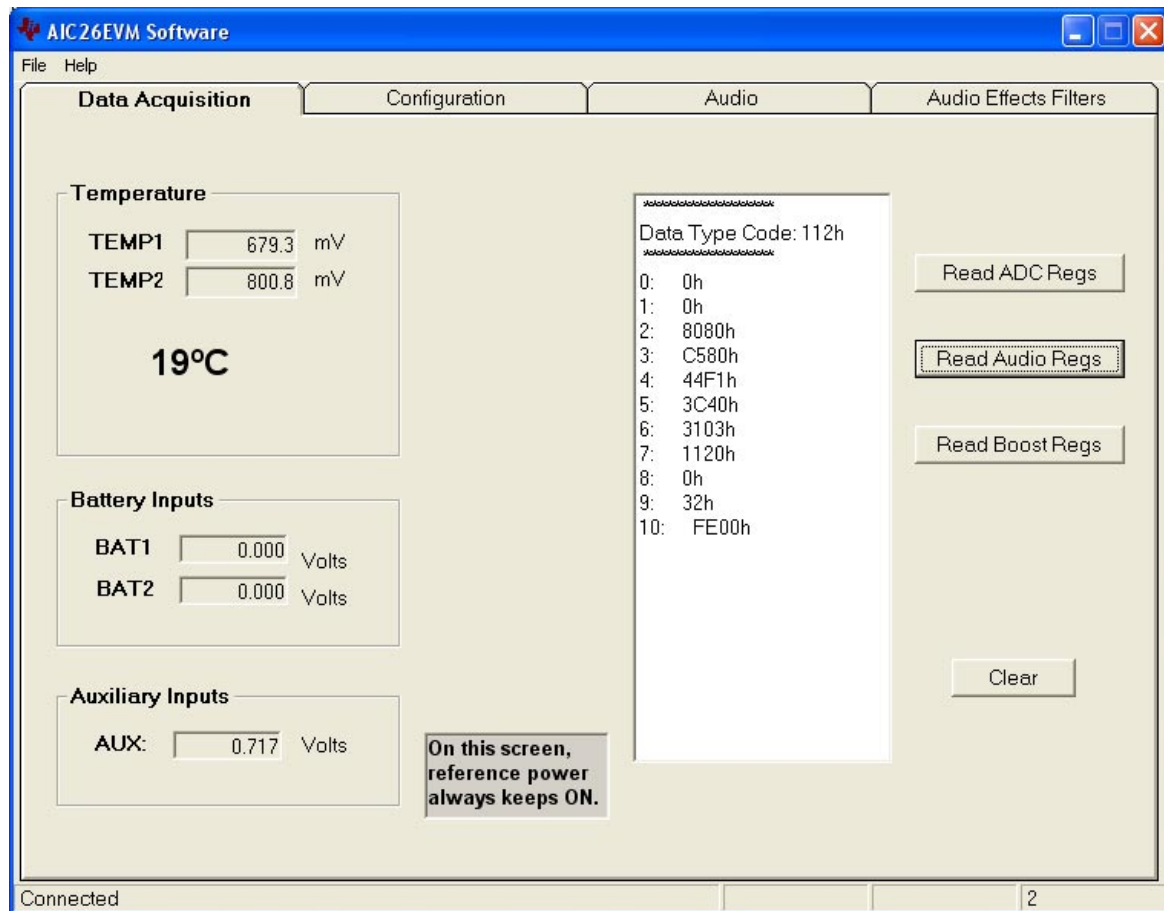 AIC26EVM Software
File Help
Data Acquisition
Configuration
Audio
Audio Effects Filters
Temperature
TEMP1 679.3 mV
TEMP2 800.8 mV
19ºC
Battery Inputs
BAT1 0.000 Volts
BAT2 0.000 Volts
Auxiliary Inputs
AUX: 0.717 Volts
On this screen,
reference power
always keeps ON.
********************
Data Type Code: 112h
********************
0: 0h
1: 0h
2: 8080h
3: C580h
4: 44F1h
5: 3C40h
6: 3103h
7: 1120h
8: 0h
9: 32h
10: FE00h
Read ADC Regs
Read Audio Regs
Read Boost Regs
Clear
Connected
2